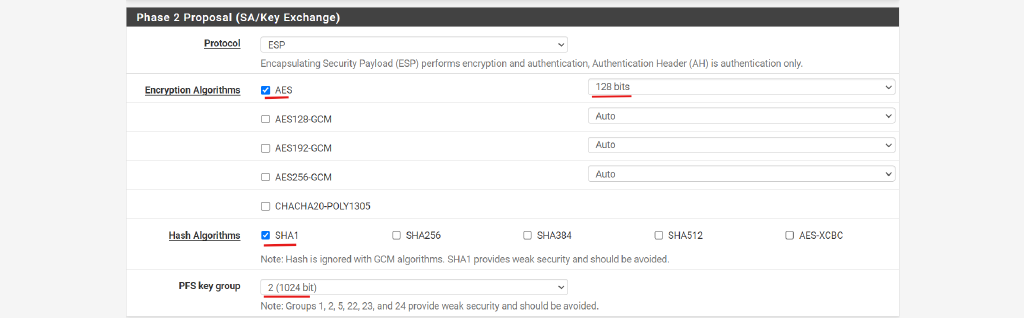 Phase 2 Proposal (SA/Key Exchange)
Protocol ESP
Encapsulating Security Payload (ESP) performs encryption and authentication, Authentication Header (AH) is authentication only.
Encryption Algorithms AES 128 bits
AES128-GCM Auto
AES192-GCM Auto
AES256-GCM Auto
CHACHA20-POLY1305
Hash Algorithms SHA1 SHA256 SHA384 SHA512 AES-XCBC
Note: Hash is ignored with GCM algorithms. SHA1 provides weak security and should be avoided.
PFS key group 2 (1024 bit)
Note: Groups 1, 2, 5, 22, 23, and 24 provide weak security and should be avoided.